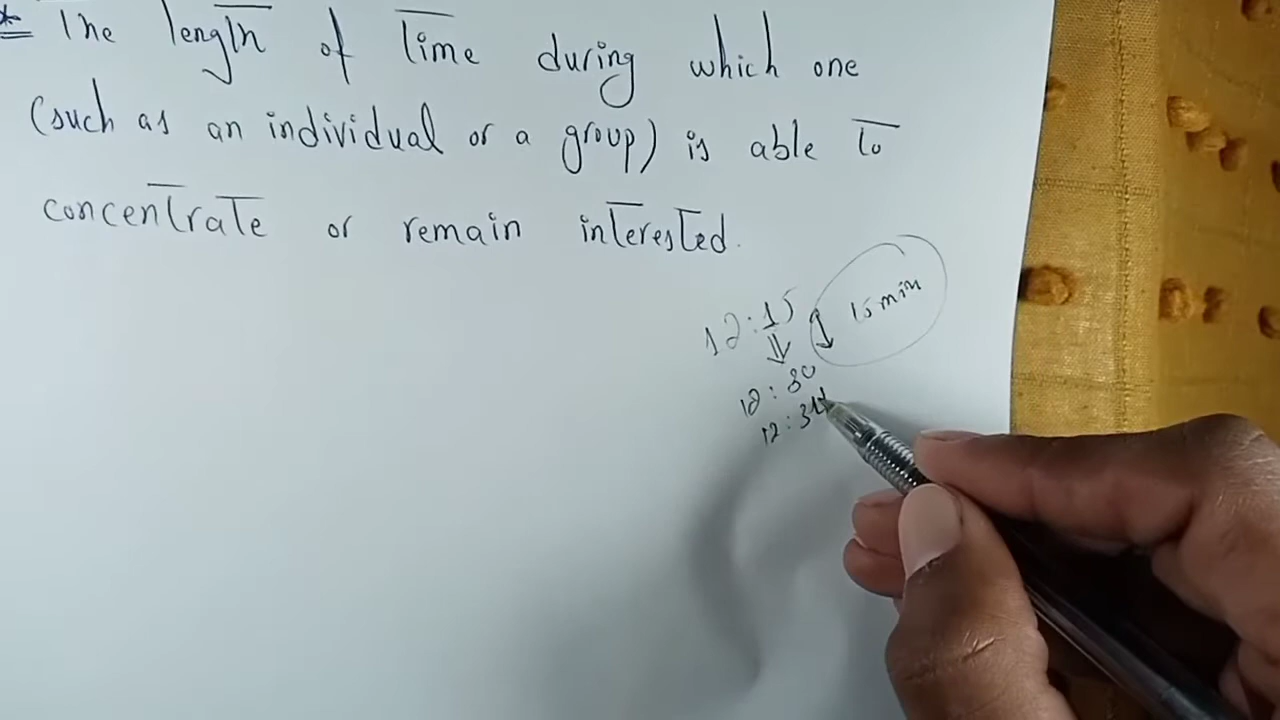 * The length of time during which one
(such as an individual or a group) is able to
concentrate or remain interested.
12:15
15 min
12:30